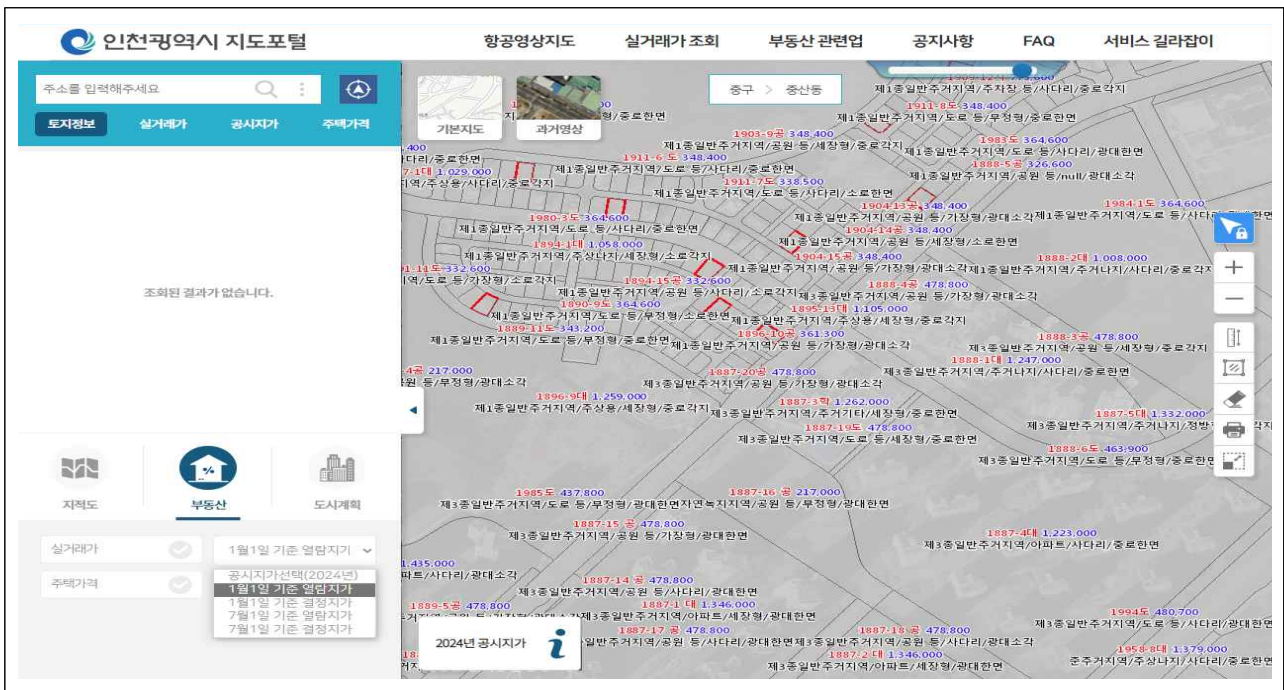 인천광역시 지도포털
항공영상지도 실거래가 조회 부동산 관련업 공지사항 FAQ 서비스 길라잡이
주소를 입력해주세요
토지정보 실거래가 공시지가 주택가격
기본지도
과거영상
중구 > 중산동
제1종일반주거지역/주차장 등/사다리/중로각지
1911-8도 348,400
제1종일반주거지역/도로 등/부정형/중로한면
1903-9공 348,400
제1종일반주거지역/공원 등/세장형/중로각지
1983도 364,600
제1종일반주거지역/도로 등/사다리/광대한면
1911-6 도 348,400
제1종일반주거지역/도로 등/사다리/중로한면
1888-5공 326,600
제1종일반주거지역/공원 등/null/광대소각
1911-7도 338,500
제1종일반주거지역/도로 등/사다리/소로한면
1904-13공 348,400
제1종일반주거지역/공원 등/가장형/광대소각
1984-1도 364,600
1980-3도 364,600
제1종일반주거지역/도로 등/사다리/중로한면
1904-14공 348,400
제1종일반주거지역/공원 등/세장형/소로한면
1894-1대 1,058,000
제1종일반주거지역/주상나지/세장형/소로각지
1904-15공 348,400
제1종일반주거지역/공원 등/가장형/광대소각
1888-2대 1,008,000
제1종일반주거지역/주거나지/사다리/중로각지
1-11도 332,600
1894-15공 332,600
제1종일반주거지역/공원 등/사다리/소로각지
1888-4공 478,800
제3종일반주거지역/공원 등/가장형/광대소각
1890-9도 364,600
제1종일반주거지역/도로 등/부정형/소로한면
1895-13대 1,105,000
제1종일반주거지역/주상용/세장형/중로각지
1889-11도 343,200
제1종일반주거지역/도로 등/부정형/중로한면
1896-10공 361,300
제1종일반주거지역/공원 등/가장형/광대소각
1888-3공 478,800
제3종일반주거지역/공원 등/세장형/중로각지
1888-1대 1,247,000
제3종일반주거지역/주거나지/사다리/중로한면
-4공 217,000
원 등/부정형/광대소각
1887-20공 478,800
제3종일반주거지역/공원 등/가장형/광대소각
1896-9대 1,259,000
제1종일반주거지역/주상용/세장형/중로각지
1887-3학 1,262,000
제3종일반주거지역/주거기타/세장형/중로한면
1887-5대 1,332,000
제3종일반주거지역/주거나지/정방형
1887-19도 478,800
제3종일반주거지역/도로 등/세장형/중로한면
1888-6도 463,900
제3종일반주거지역/도로 등/부정형/중로한면
1985도 437,800
제3종일반주거지역/도로 등/부정형/광대한면
1887-16 공 217,000
자연녹지지역/공원 등/부정형/광대한면
1887-15 공 478,800
제3종일반주거지역/공원 등/가장형/광대한면
1887-4대 1,223,000
제3종일반주거지역/아파트/사다리/중로한면
1,435,000
파트/사다리/광대소각
1887-14 공 478,800
제3종일반주거지역/공원 등/사다리/광대한면
1889-5공 478,800
1887-1 대 1,346,000
제3종일반주거지역/아파트/세장형/광대한면
1994도 480,700
제3종일반주거지역/도로 등/사다리/광대한면
1887-17 공 478,800
일반주거지역/공원 등/사다리/광대한면
1887-18 공 478,800
제3종일반주거지역/공원 등/사다리/광대소각
1887-2 대 1,346,000
제3종일반주거지역/아파트/세장형/광대한면
1958-8대 1,379,000
준주거지역/주상나지/사다리/중로한면
조회된 결과가 없습니다.
지적도 부동산 도시계획
실거래가
1월1일 기준 열람지가
주택가격
공시지가선택(2024년)
1월1일 기준 열람지가
1월1일 기준 결정지가
7월1일 기준 열람지가
7월1일 기준 결정지가
2024년 공시지가